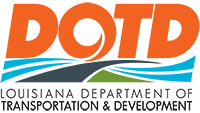 DOTD
LOUISIANA DEPARTMENT OF
TRANSPORTATION & DEVELOPMENT